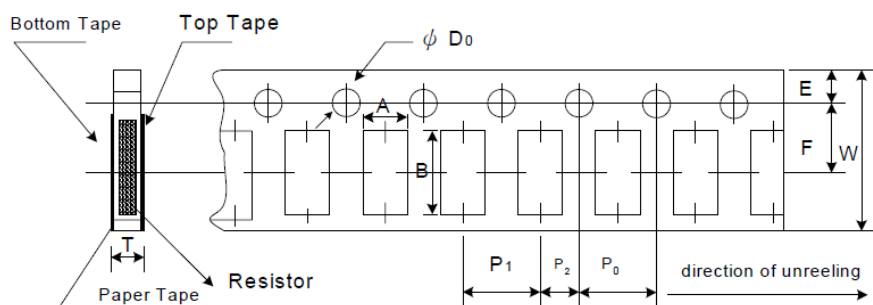 Bottom Tape
Top Tape
ψ D0
E
A
F
W
B
T
P1
P2
P0
direction of unreeling
Resistor
Paper Tape